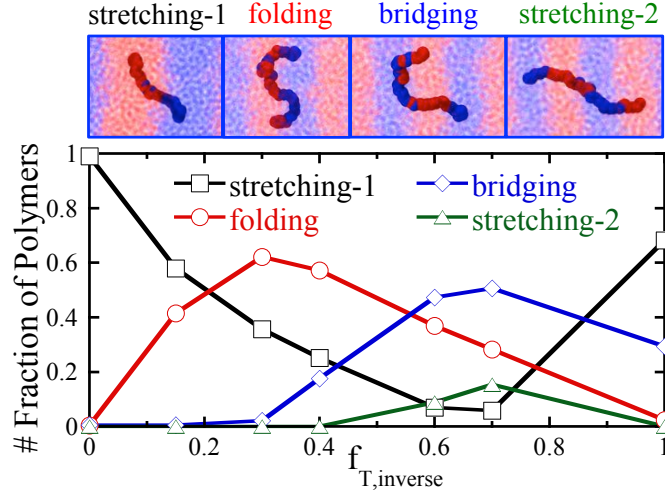 stretching-1 folding bridging stretching-2
1
0.8
0.6
0.4
0.2
0
# Fraction of Polymers
stretching-1 bridging
folding stretching-2
0 0.2 0.4 0.6 0.8 1
f_T,inverse